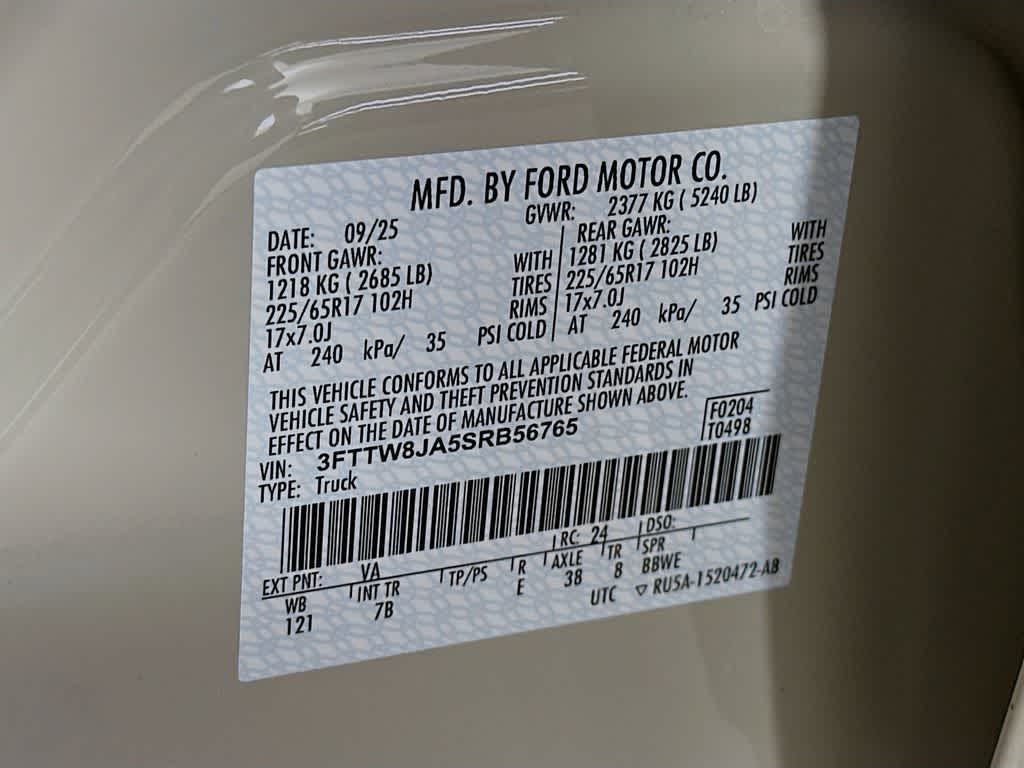 MFD. BY FORD MOTOR CO.
DATE: 09/25
GVWR: 2377 KG ( 5240 LB)
FRONT GAWR:
1218 KG ( 2685 LB) WITH
225/65R17 102H TIRES
17x7.0J RIMS
AT 240 kPa/ 35 PSI COLD
REAR GAWR:
1281 KG ( 2825 LB) WITH
225/65R17 102H TIRES
17x7.0J RIMS
AT 240 kPa/ 35 PSI COLD
THIS VEHICLE CONFORMS TO ALL APPLICABLE FEDERAL MOTOR
VEHICLE SAFETY AND THEFT PREVENTION STANDARDS IN
EFFECT ON THE DATE OF MANUFACTURE SHOWN ABOVE.
VIN: 3FTTW8JA5SRB56765
TYPE: Truck
F0204
T0498
EXT PNT: VA RC: 24 DSO:
WB INT TR TP/PS R AXLE TR SPR
121 7B E 38 8 BBWE
UTC ▽ RU5A-1520472-AB